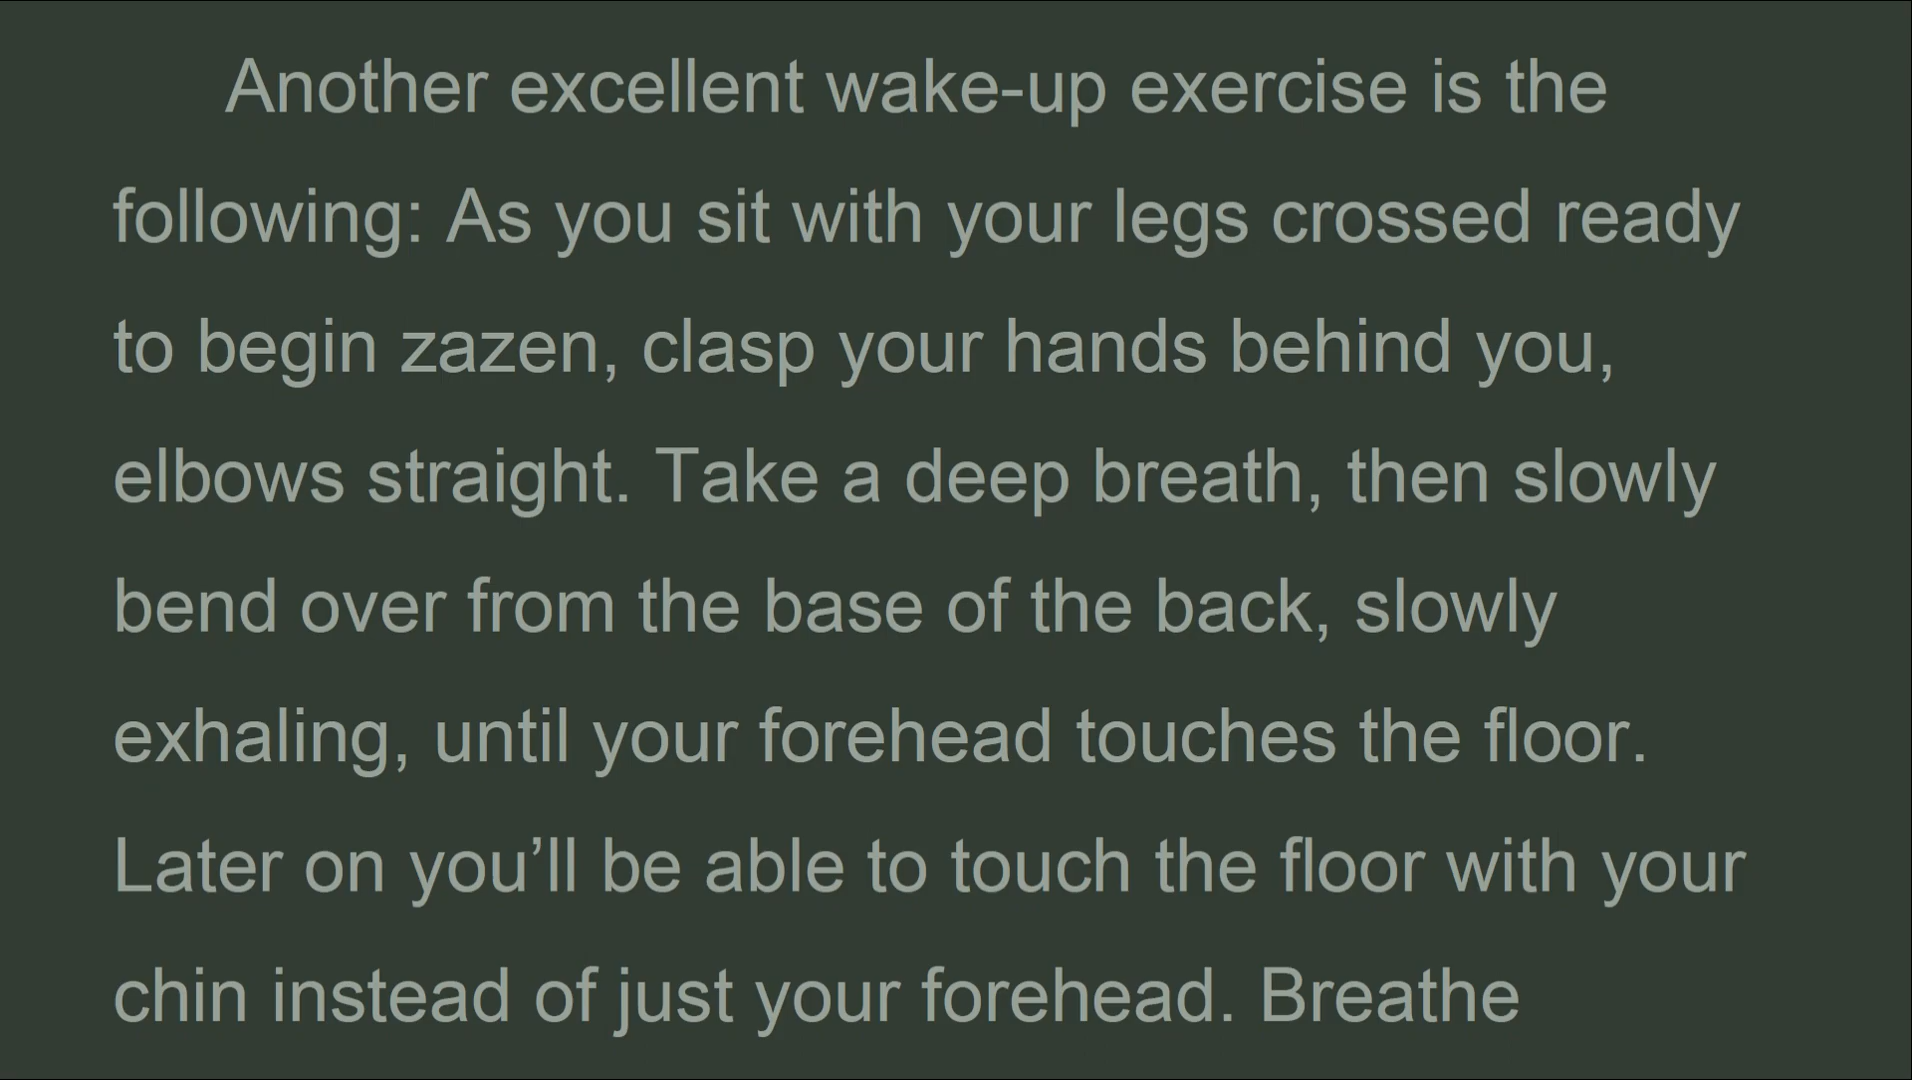 Another excellent wake-up exercise is the
following: As you sit with your legs crossed ready
to begin zazen, clasp your hands behind you,
elbows straight. Take a deep breath, then slowly
bend over from the base of the back, slowly
exhaling, until your forehead touches the floor.
Later on you’ll be able to touch the floor with your
chin instead of just your forehead. Breathe